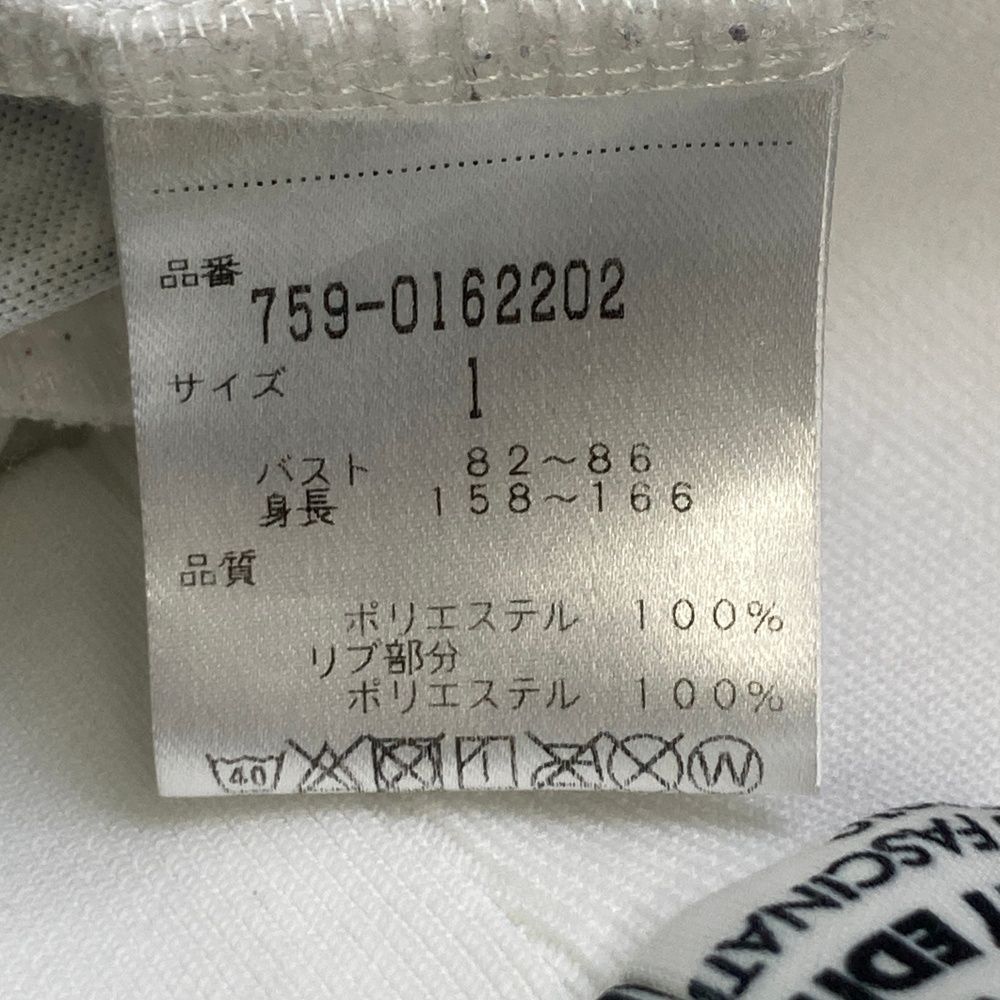 品番 759-0162202
サイズ 1
バスト 82～86
身長 158～166
品質
ポリエステル 100%
リブ部分
ポリエステル 100%
40 W
FASCINAT
EDI